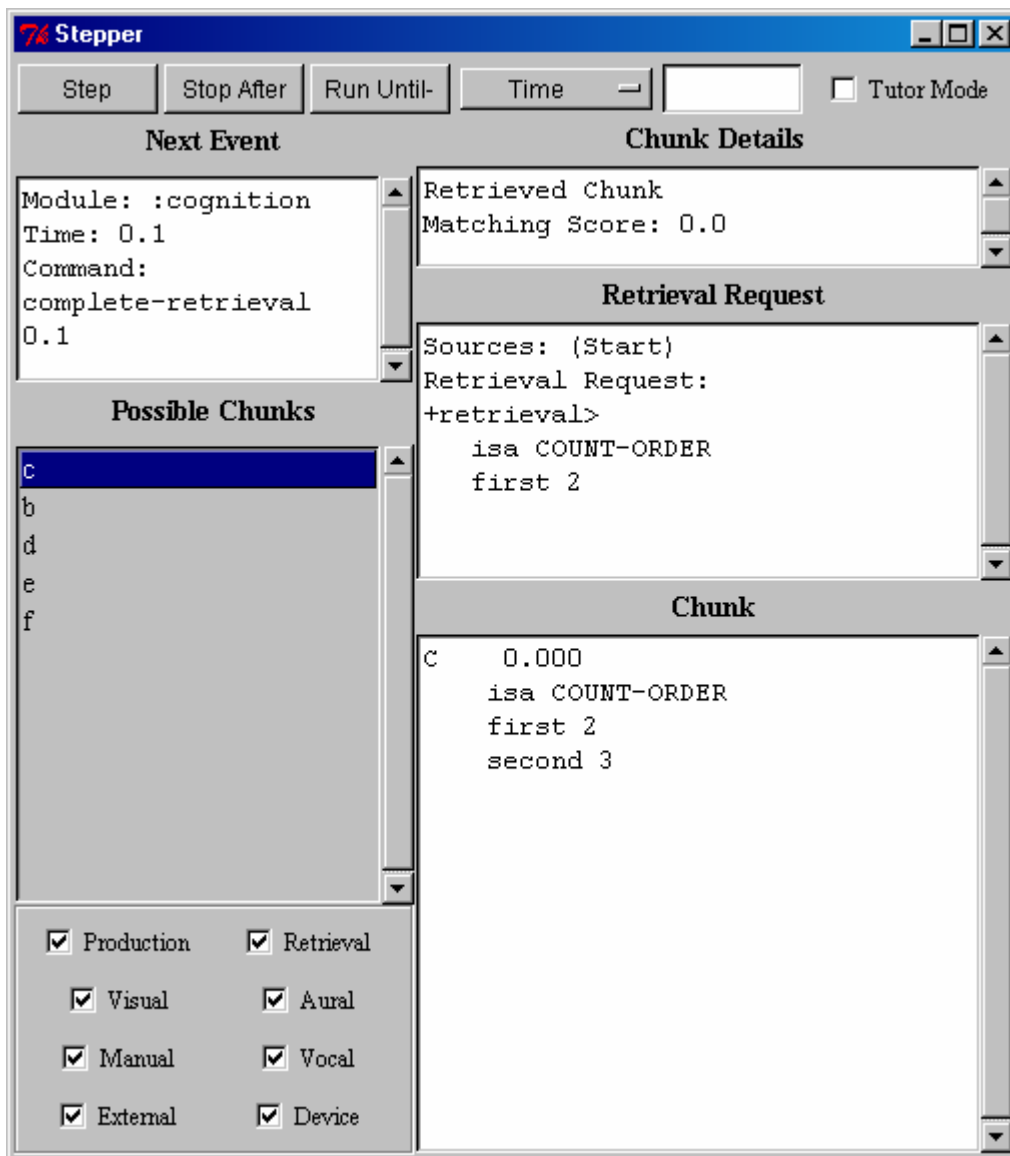 Stepper
Step Stop After Run Until- Time Tutor Mode
Next Event
Module: :cognition
Time: 0.1
Command:
complete-retrieval
0.1
Possible Chunks
c
b
d
e
f
Production Retrieval
Visual Aural
Manual Vocal
External Device
Chunk Details
Retrieved Chunk
Matching Score: 0.0
Retrieval Request
Sources: (Start)
Retrieval Request:
+retrieval>
isa COUNT-ORDER
first 2
Chunk
C 0.000
isa COUNT-ORDER
first 2
second 3